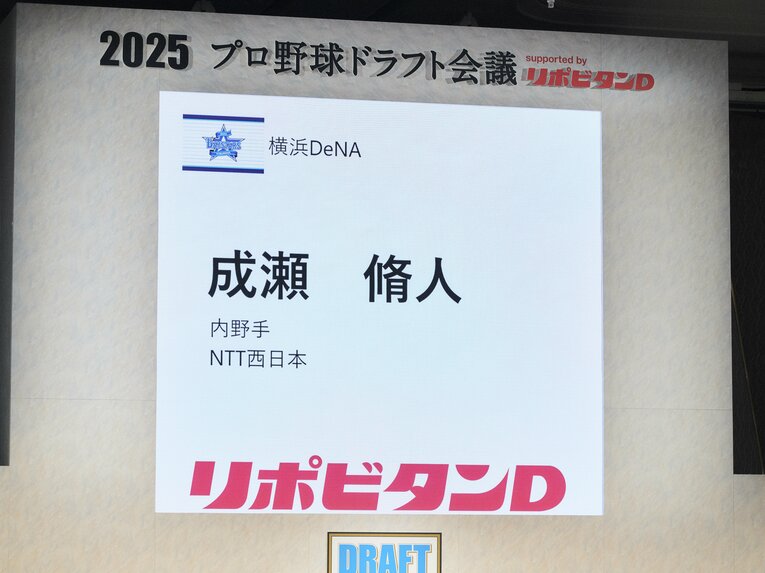 2025 プロ野球ドラフト会議 supported by リポビタンD
横浜DeNA
成瀬 脩人
内野手
NTT西日本
リポビタンD
DRAFT